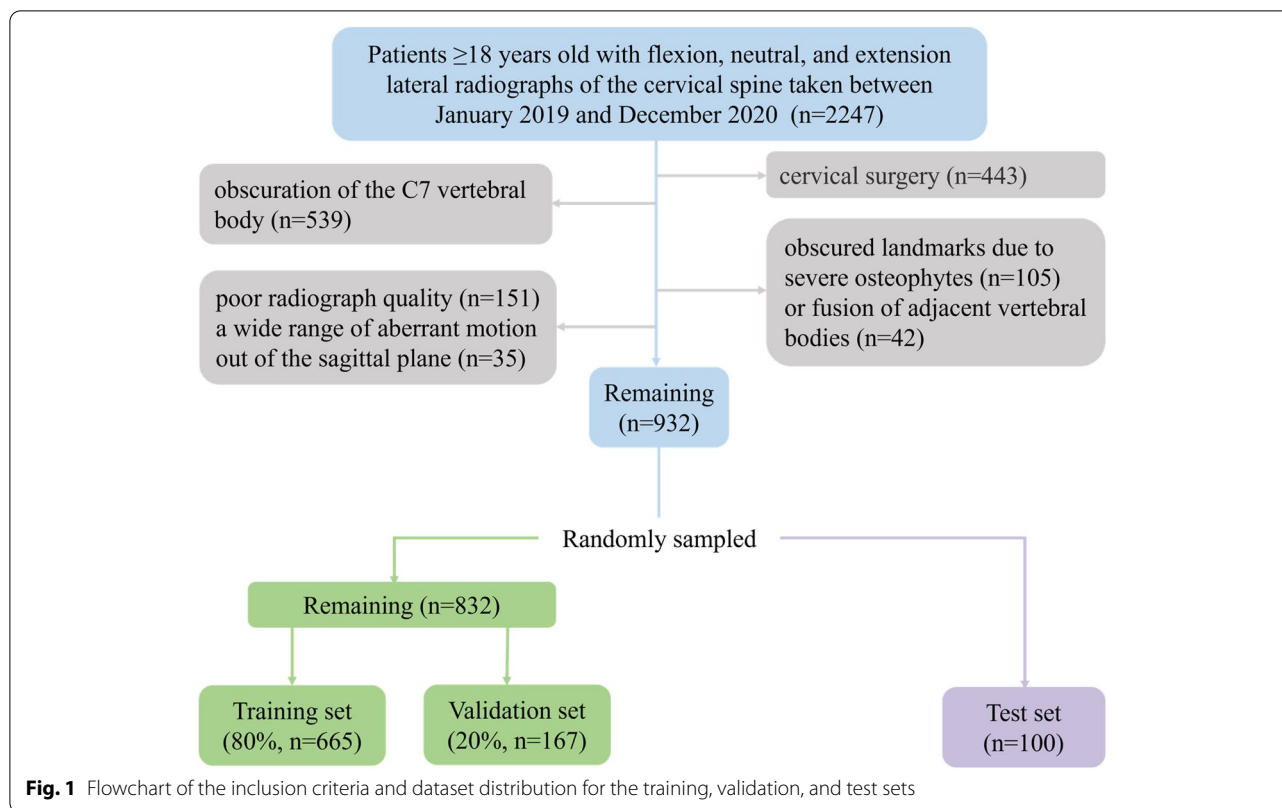 Patients ≥18 years old with flexion, neutral, and extension
lateral radiographs of the cervical spine taken between
January 2019 and December 2020 (n=2247)
cervical surgery (n=443)
obscuration of the C7 vertebral
body (n=539)
obscured landmarks due to
severe osteophytes (n=105)
or fusion of adjacent vertebral
bodies (n=42)
poor radiograph quality (n=151)
a wide range of aberrant motion
out of the sagittal plane (n=35)
Remaining
(n=932)
Randomly sampled
Remaining (n=832)
Training set
(80%, n=665)
Validation set
(20%, n=167)
Test set
(n=100)
Fig. 1 Flowchart of the inclusion criteria and dataset distribution for the training, validation, and test sets